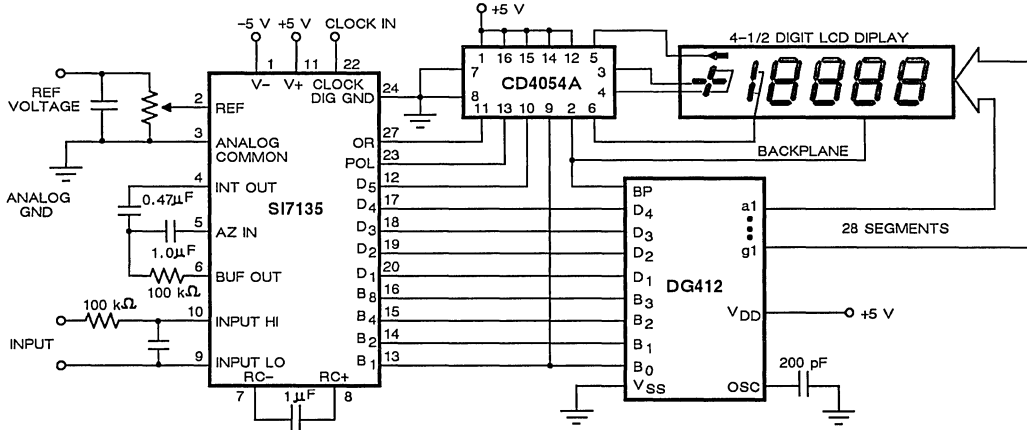 -5 V +5 V CLOCK IN
1 11 22
V- V+ CLOCK
DIG GND 24
REF
VOLTAGE
2 REF
3 ANALOG
COMMON
ANALOG
GND
4 INT OUT
0.47µF
5 AZ IN
1.0µF
6 BUF OUT
100 kΩ
100 kΩ
10 INPUT HI
INPUT
9 INPUT LO
RC- RC+
7 8
1µF
SI7135
OR 27
POL 23
D5 12
D4 17
D3 18
D2 19
D1 20
B8 16
B4 15
B2 14
B1 13
+5 V
1 16 15 14 12 5
7 3
CD4054A
8 4
11 13 10 9 2 6
4-1/2 DIGIT LCD DIPLAY
+18888
BACKPLANE
BP
D4
D3
D2
D1
B3
B2
B1
B0
VSS
DG412
a1
g1
28 SEGMENTS
VDD
+5 V
OSC
200 pF